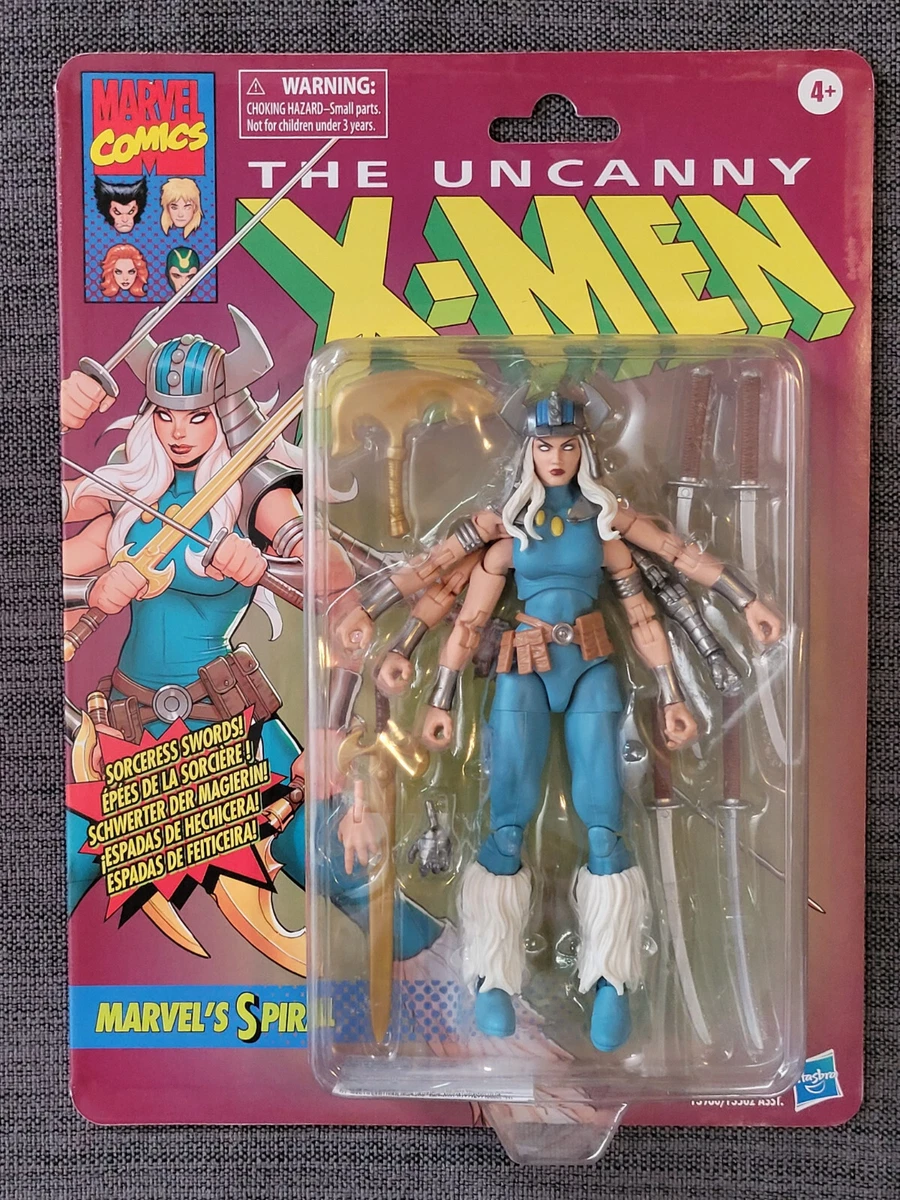 MARVEL
COMICS
WARNING:
CHOKING HAZARD–Small parts.
Not for children under 3 years.
4+
THE UNCANNY
X-MEN
SORCERESS SWORDS!
ÉPÉES DE LA SORCIÈRE !
SCHWERTER DER MAGIERIN!
¡ESPADAS DE HECHICERA!
ESPADAS DE FEITICEIRA!
MARVEL'S SPIRAL
Hasbro
ASST.